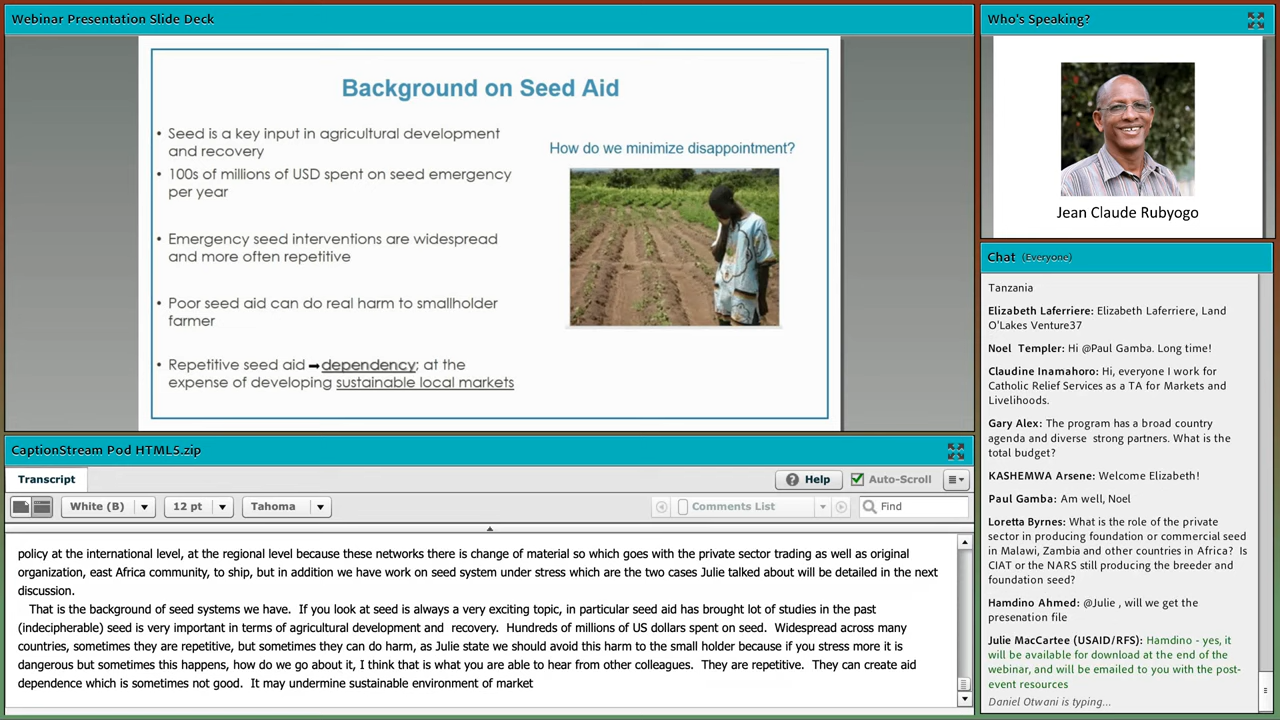 Webinar Presentation Slide Deck
Background on Seed Aid
• Seed is a key input in agricultural development
and recovery
• 100s of millions of USD spent on seed emergency
per year
• Emergency seed interventions are widespread
and more often repetitive
• Poor seed aid can do real harm to smallholder
farmer
• Repetitive seed aid ➞dependency; at the
expense of developing sustainable local markets
How do we minimize disappointment?
Who's Speaking?
Jean Claude Rubyogo
Chat (Everyone)
Tanzania
Elizabeth Laferriere: Elizabeth Laferriere, Land
O'Lakes Venture37
Noel Templer: Hi @Paul Gamba. Long time!
Claudine Inamahoro: Hi, everyone I work for
Catholic Relief Services as a TA for Markets and
Livelihoods.
Gary Alex: The program has a broad country
agenda and diverse strong partners. What is the
total budget?
KASHEMWA Arsene: Welcome Elizabeth!
Paul Gamba: Am well, Noel
Loretta Byrnes: What is the role of the private
sector in producing foundation or commercial seed
in Malawi, Zambia and other countries in Africa? Is
CIAT or the NARS still producing the breeder and
foundation seed?
Hamdino Ahmed: @Julie , will we get the
presenation file
Julie MacCartee (USAID/RFS): Hamdino - yes, it
will be available for download at the end of the
webinar, and will be emailed to you with the post-
event resources
Daniel Otwani is typing...
CaptionStream Pod HTML5.zip
Transcript
Help
Auto-Scroll
White (B)
12 pt
Tahoma
Comments List
Find
policy at the international level, at the regional level because these networks there is change of material so which goes with the private sector trading as well as original
organization, east Africa community, to ship, but in addition we have work on seed system under stress which are the two cases Julie talked about will be detailed in the next
discussion.
That is the background of seed systems we have. If you look at seed is always a very exciting topic, in particular seed aid has brought lot of studies in the past
(indecipherable) seed is very important in terms of agricultural development and recovery. Hundreds of millions of US dollars spent on seed. Widespread across many
countries, sometimes they are repetitive, but sometimes they can do harm, as Julie state we should avoid this harm to the small holder because if you stress more it is
dangerous but sometimes this happens, how do we go about it, I think that is what you are able to hear from other colleagues. They are repetitive. They can create aid
dependence which is sometimes not good. It may undermine sustainable environment of market